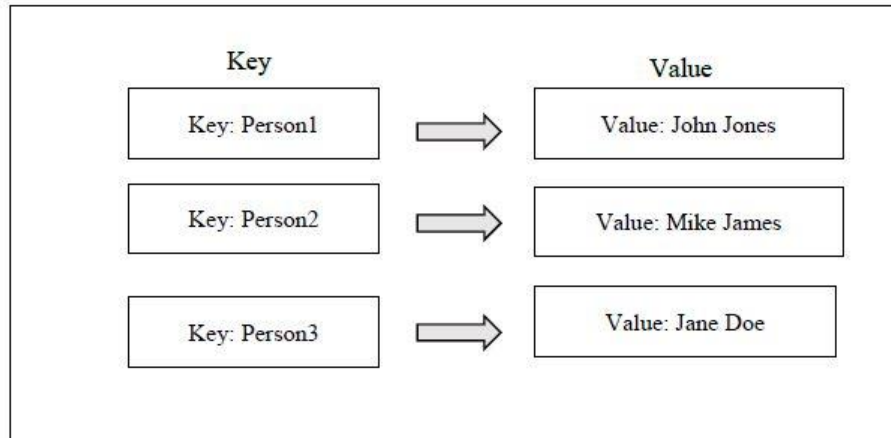 Key
Value
Key: Person1
Value: John Jones
Key: Person2
Value: Mike James
Key: Person3
Value: Jane Doe